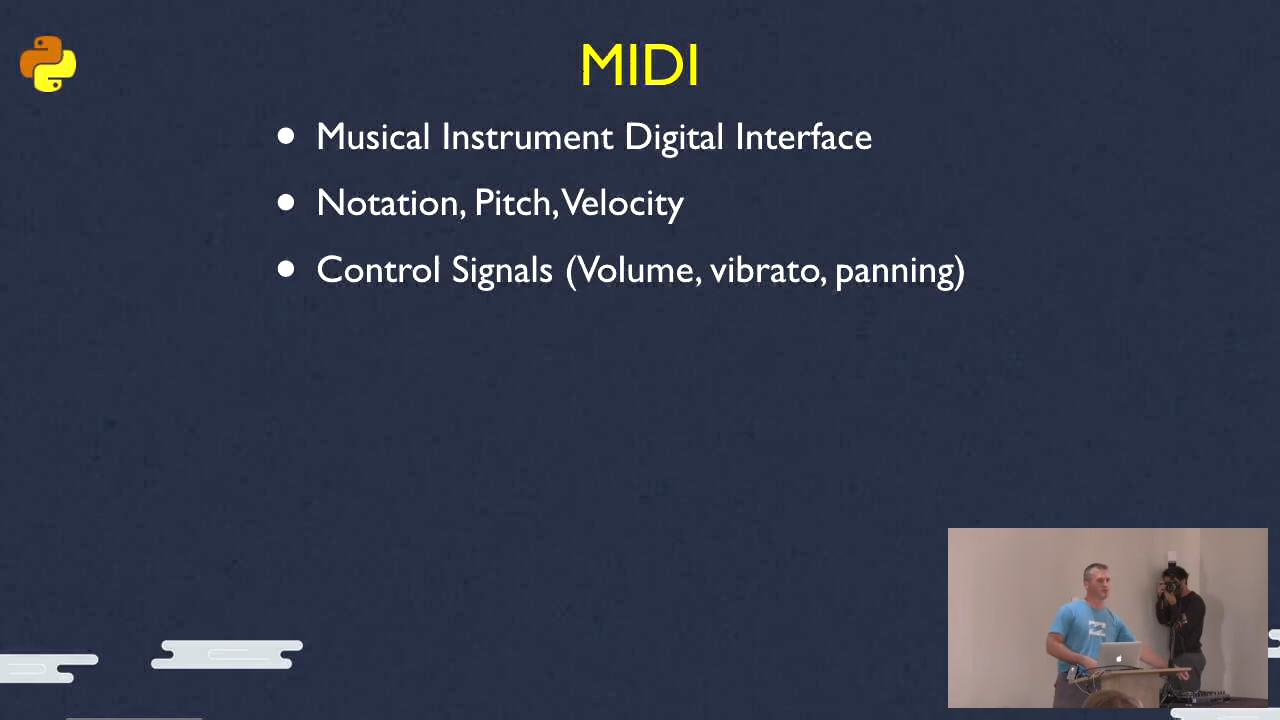 MIDI
Musical Instrument Digital Interface
Notation, Pitch, Velocity
Control Signals (Volume, vibrato, panning)